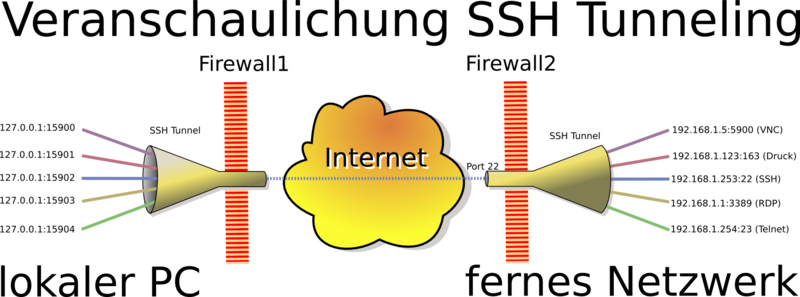 Veranschaulichung SSH Tunneling
Firewall1
Firewall2
127.0.0.1:15900
127.0.0.1:15901
127.0.0.1:15902
127.0.0.1:15903
127.0.0.1:15904
SSH Tunnel
Internet
Port 22
SSH Tunnel
192.168.1.5:5900 (VNC)
192.168.1.123:163 (Druck)
192.168.1.253:22 (SSH)
192.168.1.1:3389 (RDP)
192.168.1.254:23 (Telnet)
lokaler PC
fernes Netzwerk